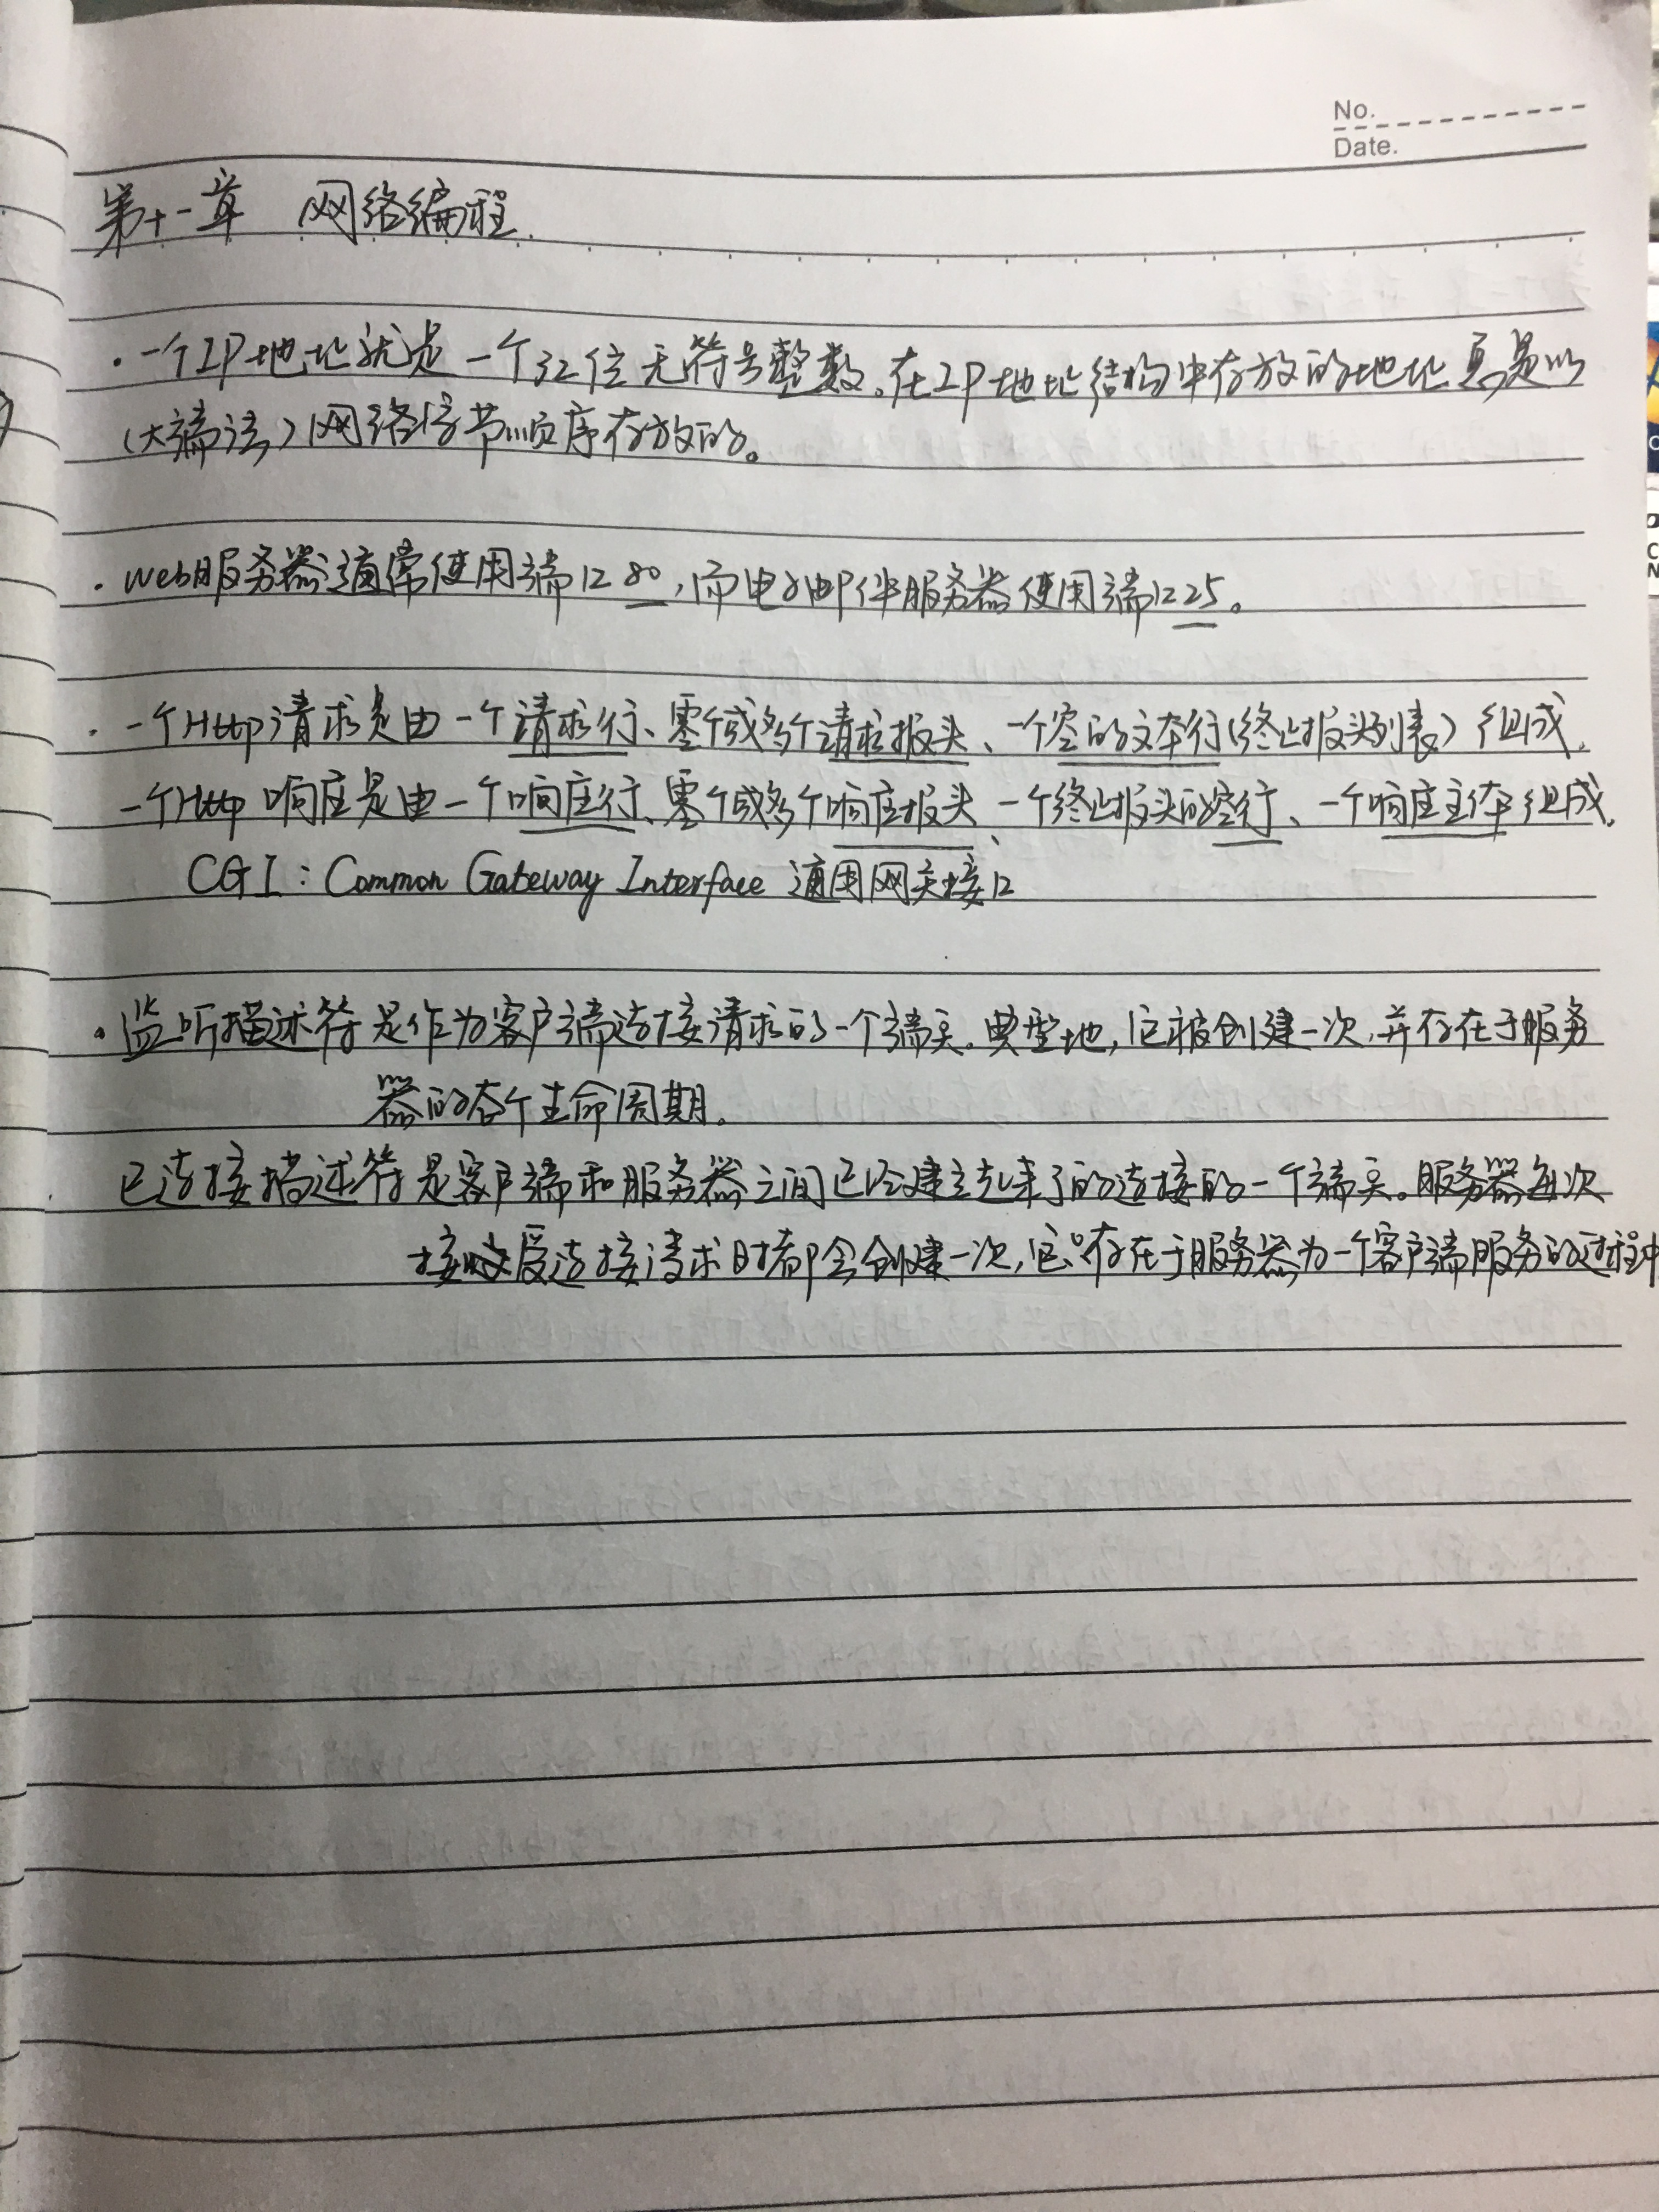 No.
Date.
第十一章 网络编程.
·一个IP地址就是一个32位无符号整数。在IP地址结构中存放的地址总是以
(大端法)网络字节顺序存放的。
·web服务器通常使用端口80,而电子邮件服务器使用端口25。
·一个Http请求是由一个请求行、零个或多个请求报头、一个空的文本行(终止报头列表)组成.
一个Http响应是由一个响应行、零个或多个响应报头、一个终止报头的空行、一个响应主体组成.
CGI:Common Gateway Interface 通用网关接口
·监听描述符是作为客户端连接请求的一个端点.典型地,它被创建一次,并存在于服务
器的整个生命周期.
已连接描述符是客户端和服务器之间已经建立起来了的连接的一个端点。服务器每次
接受连接请求时都会创建一次,它只存在于服务器为一个客户端服务的过程中